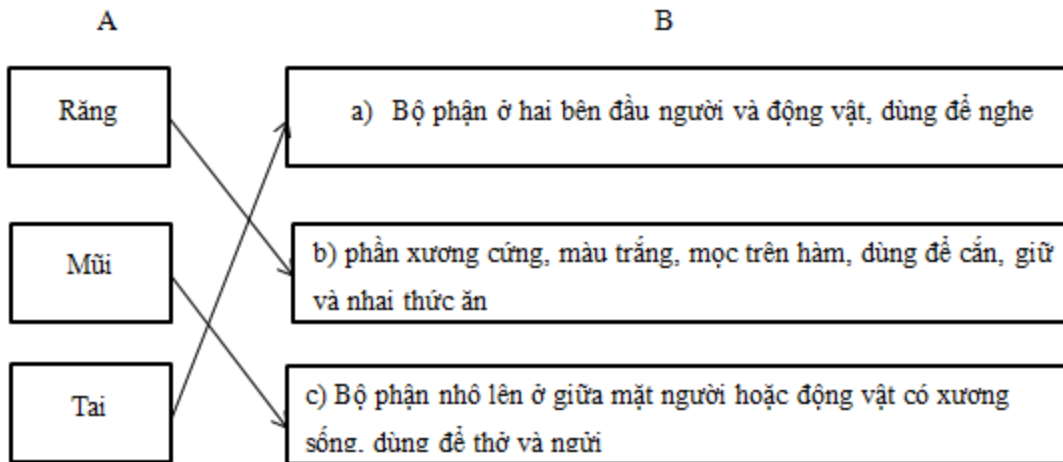 A
B
Răng
a) Bộ phận ở hai bên đầu người và động vật, dùng để nghe
Mũi
b) phần xương cứng, màu trắng, mọc trên hàm, dùng để cắn, giữ
và nhai thức ăn
Tai
c) Bộ phận nhô lên ở giữa mặt người hoặc động vật có xương
sống, dùng để thở và ngửi